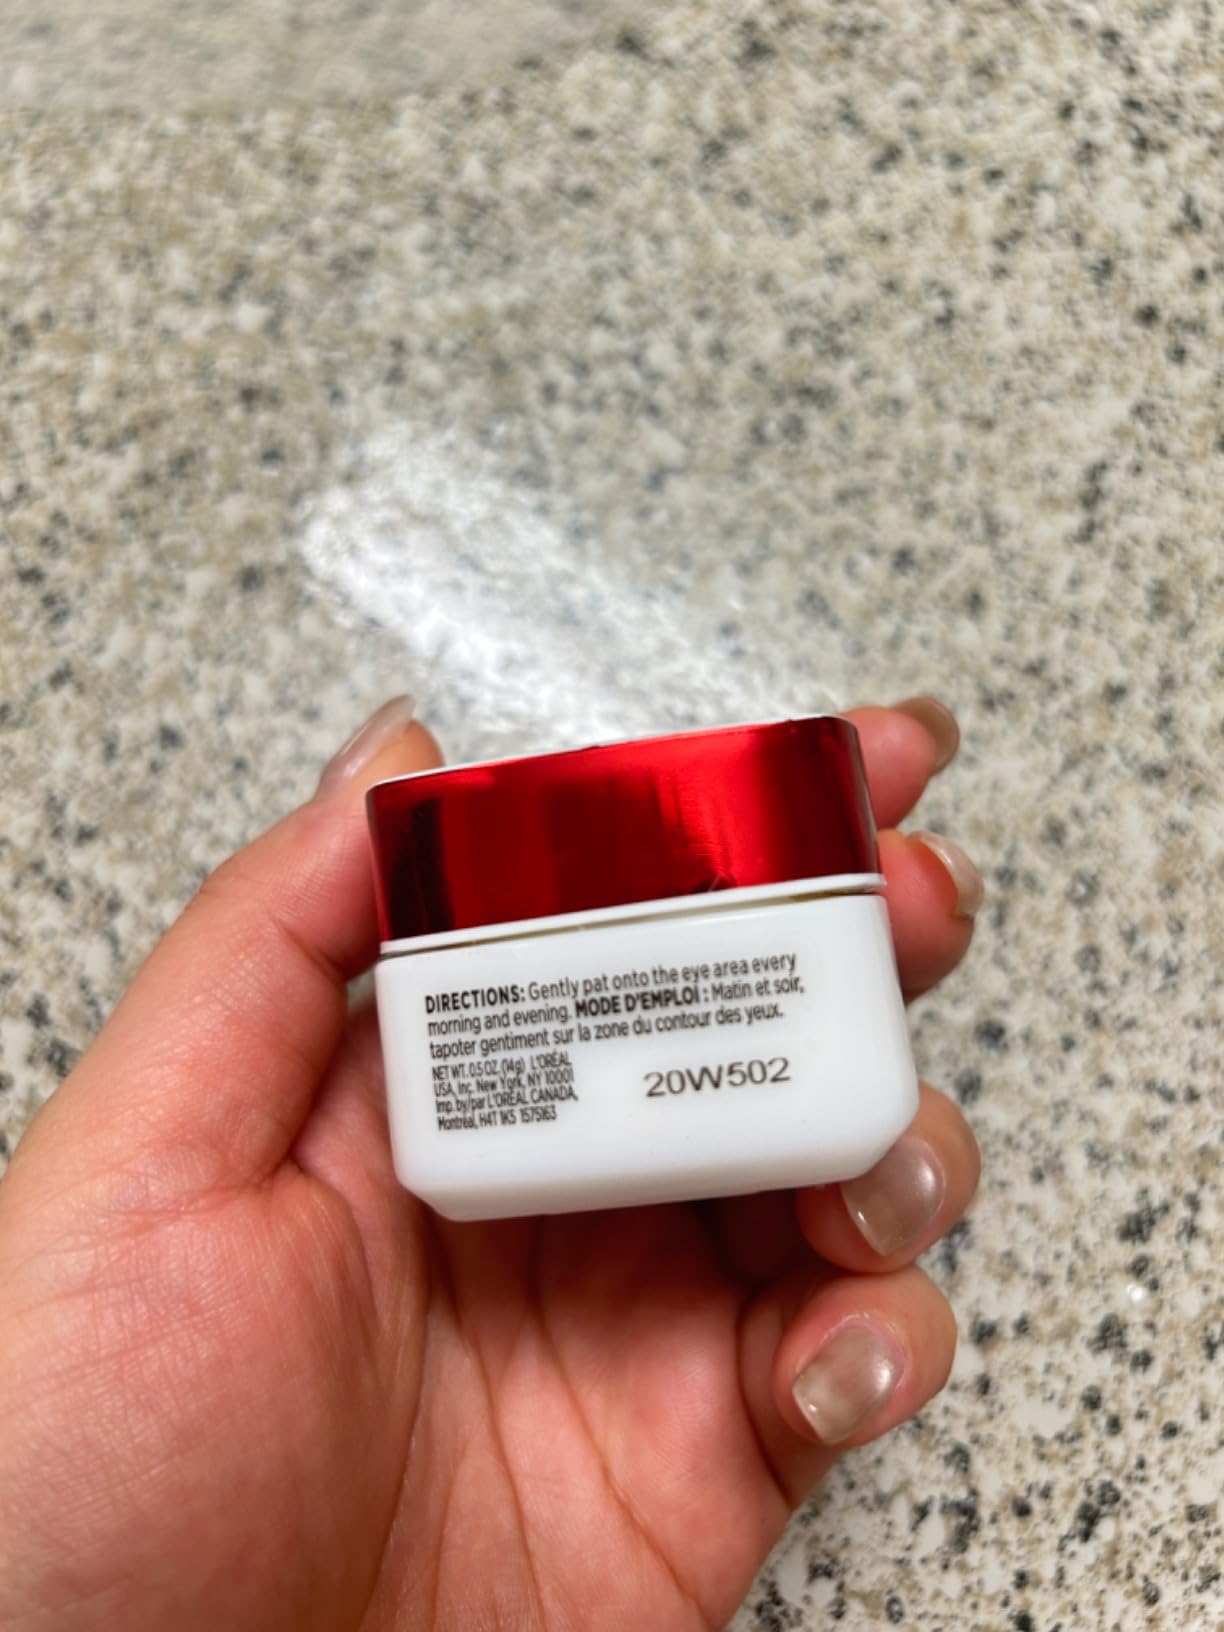 DIRECTIONS: Gently pat onto the eye area every
morning and evening. MODE D'EMPLOI : Matin et soir,
tapoter gentiment sur la zone du contour des yeux.
NET WT. 0.5 OZ. (14g) L'ORÉAL
USA, Inc. New York, NY 10001
Imp. by/par L'ORÉAL CANADA,
Montréal, H4T 1K5 1575163
20W502